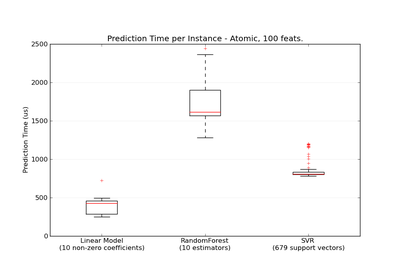 Prediction Time per Instance - Atomic, 100 feats.
2500
2000
1500
1000
500
0
Prediction Time (us)
Linear Model
(10 non-zero coefficients)
RandomForest
(10 estimators)
SVR
(679 support vectors)